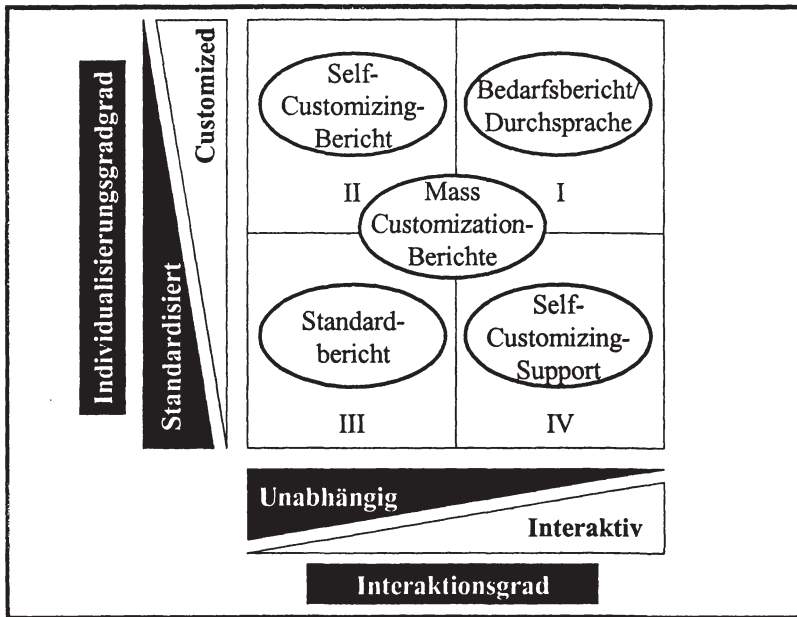 Individualisierungsgradgrad
Customized
Standardisiert
Self-
Customizing-
Bericht
II
Bedarfsbericht/
Durchsprache
I
Mass
Customization-
Berichte
Standard-
bericht
III
Self-
Customizing-
Support
IV
Unabhängig
Interaktiv
Interaktionsgrad